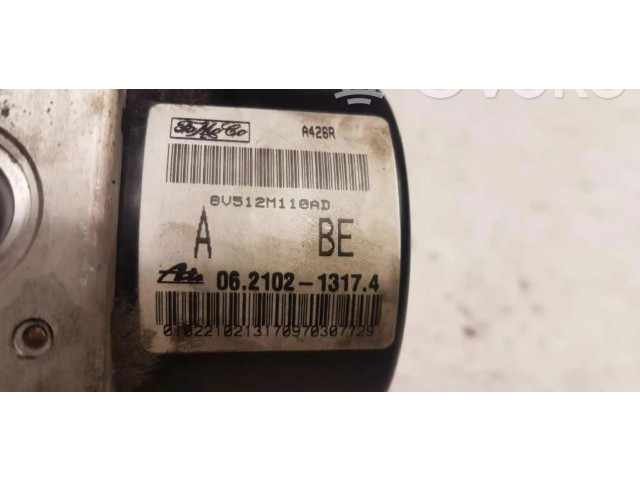 FoMoCo A426R
8V512M110AD
A BE
Ate 06.2102-1317.4
0102210213170970307729